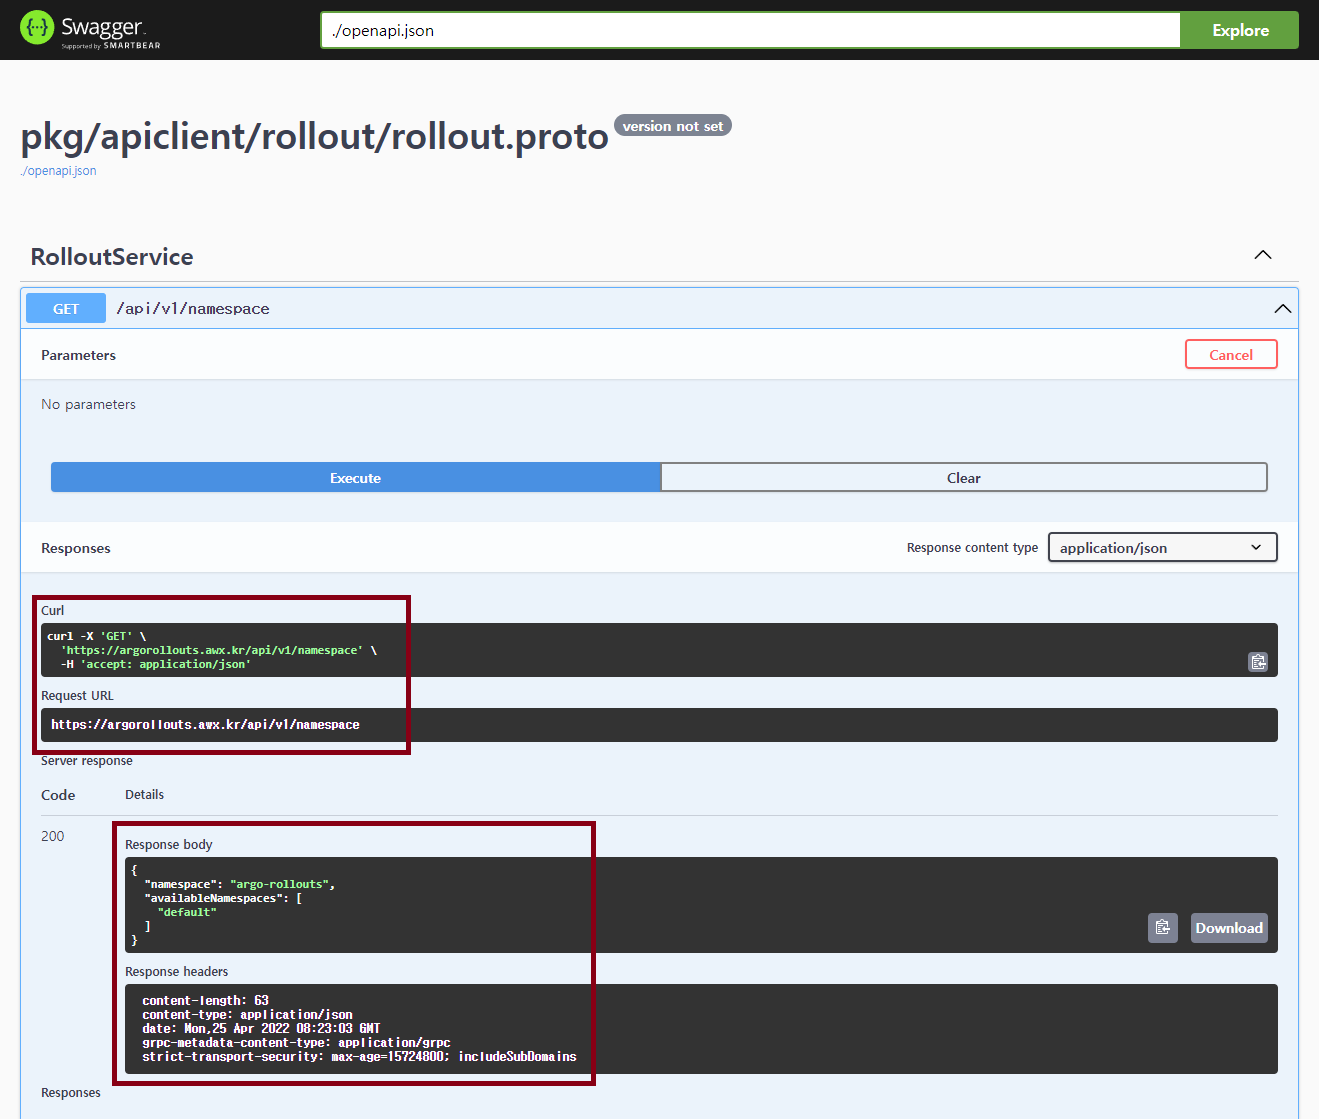 Swagger
Supported by SMARTBEAR
./openapi.json
Explore
pkg/apiclient/rollout/rollout.proto
version not set
./openapi.json
RolloutService
GET
/api/v1/namespace
Parameters
Cancel
No parameters
Execute
Clear
Responses
Response content type
application/json
Curl
curl -X 'GET' \
'https://argorollouts.awx.kr/api/v1/namespace' \
-H 'accept: application/json'
Request URL
https://argorollouts.awx.kr/api/v1/namespace
Server response
Code
Details
200
Response body
{
"namespace": "argo-rollouts",
"availableNamespaces": [
"default"
]
}
Download
Response headers
content-length: 63
content-type: application/json
date: Mon,25 Apr 2022 08:23:03 GMT
grpc-metadata-content-type: application/grpc
strict-transport-security: max-age=15724800; includeSubDomains
Responses